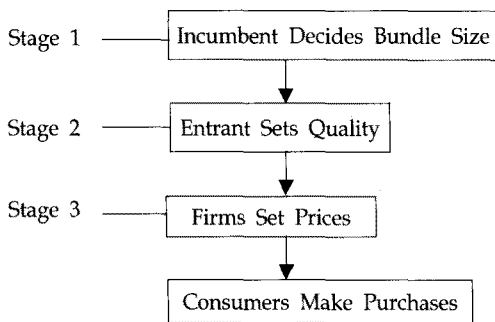 Stage 1 Incumbent Decides Bundle Size
Stage 2 Entrant Sets Quality
Stage 3 Firms Set Prices
Consumers Make Purchases